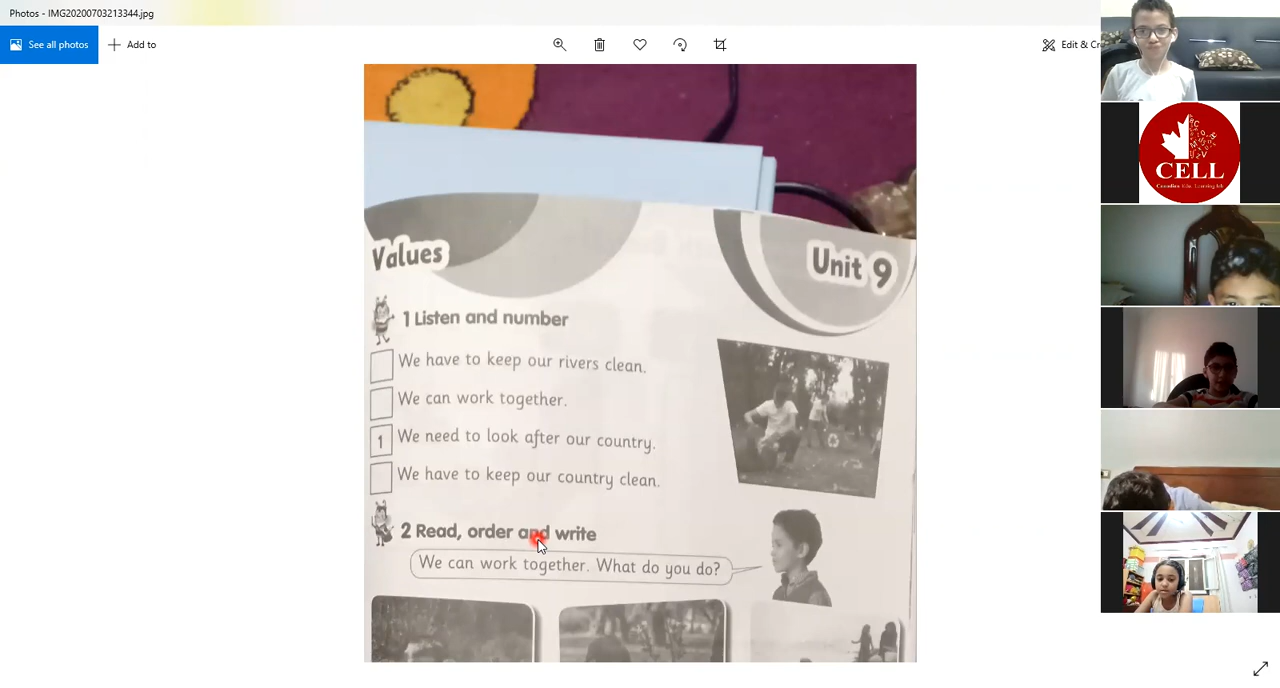 Photos - IMG20200703213344.jpg
See all photos
Add to
Edit & Cr
Values
Unit 9
1 Listen and number
We have to keep our rivers clean.
We can work together.
1 We need to look after our country.
We have to keep our country clean.
2 Read, order and write
We can work together. What do you do?
CELL